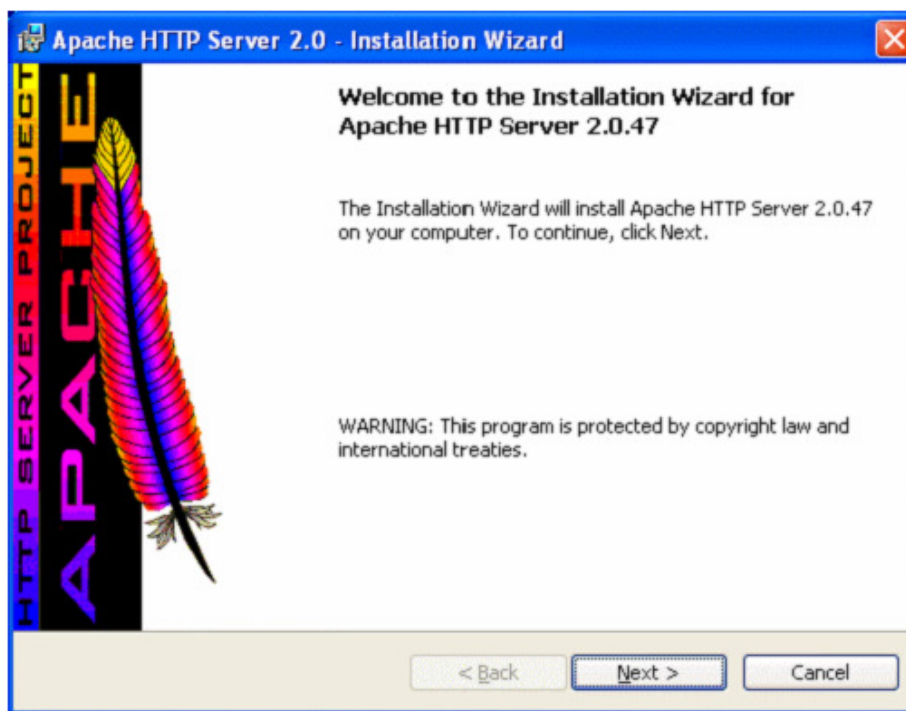 Apache HTTP Server 2.0 - Installation Wizard
HTTP SERVER PROJECT
APACHE
Welcome to the Installation Wizard for
Apache HTTP Server 2.0.47
The Installation Wizard will install Apache HTTP Server 2.0.47
on your computer. To continue, click Next.
WARNING: This program is protected by copyright law and
international treaties.
< Back
Next >
Cancel